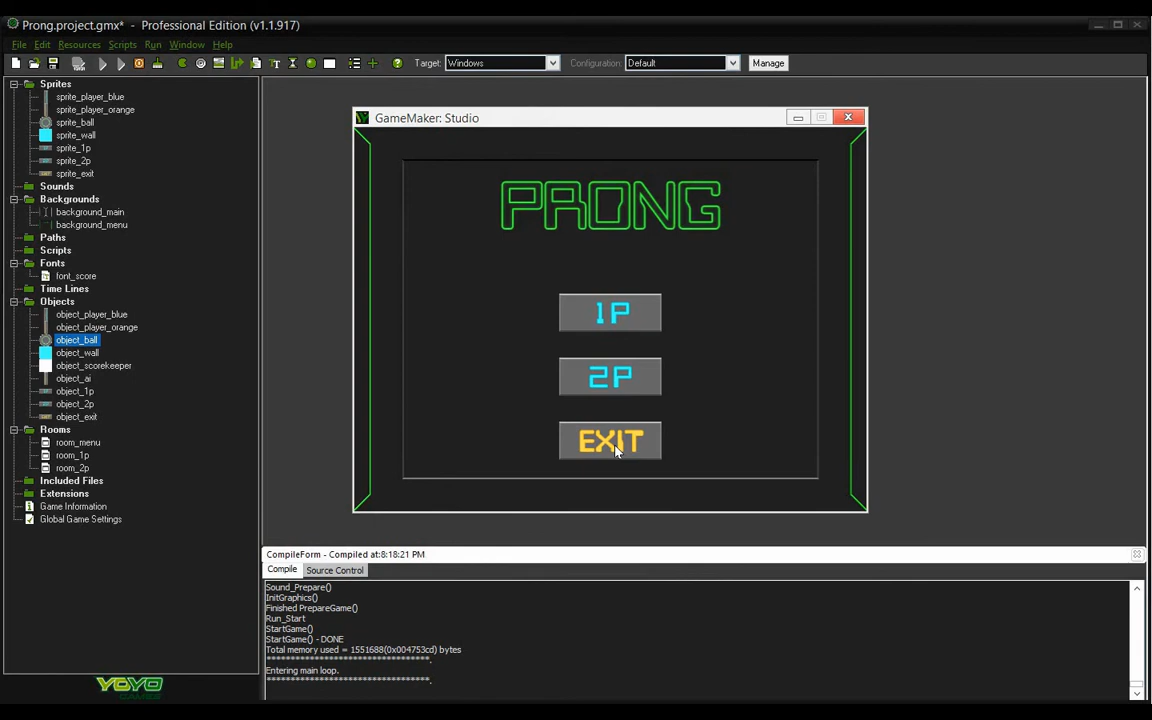 Prong.project.gmx* - Professional Edition (v1.1.917)
File Edit Resources Scripts Run Window Help
Target: Windows Configuration: Default Manage
Sprites
sprite_player_blue
sprite_player_orange
sprite_ball
sprite_wall
sprite_1p
sprite_2p
sprite_exit
Sounds
Backgrounds
background_main
background_menu
Paths
Scripts
Fonts
font_score
Time Lines
Objects
object_player_blue
object_player_orange
object_ball
object_wall
object_scorekeeper
object_ai
object_1p
object_2p
object_exit
Rooms
room_menu
room_1p
room_2p
Included Files
Extensions
Game Information
Global Game Settings
YOYO
GAMES
GameMaker: Studio
PRONG
1P
2P
EXIT
CompileForm - Compiled at:8:18:21 PM
Compile Source Control
Sound_Prepare()
InitGraphics()
Finished PrepareGame()
Run_Start
StartGame()
StartGame() - DONE
Total memory used = 1551688(0x004753cd) bytes
***********************************.
Entering main loop.
***********************************.